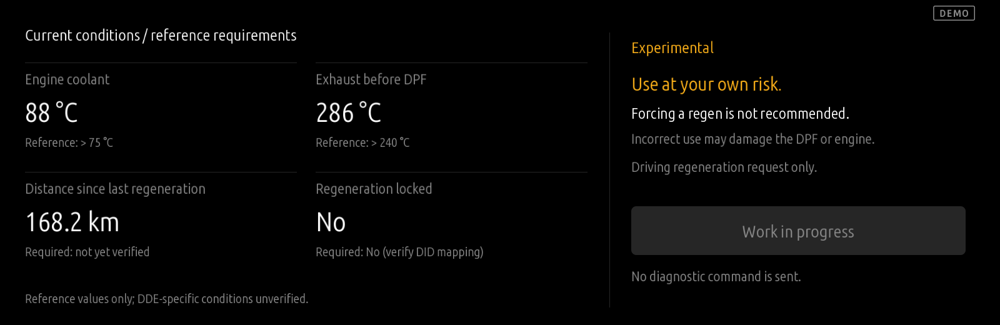 DEMO
Current conditions / reference requirements
Engine coolant
88 °C
Reference: > 75 °C
Exhaust before DPF
286 °C
Reference: > 240 °C
Distance since last regeneration
168.2 km
Required: not yet verified
Regeneration locked
No
Required: No (verify DID mapping)
Reference values only; DDE-specific conditions unverified.
Experimental
Use at your own risk.
Forcing a regen is not recommended.
Incorrect use may damage the DPF or engine.
Driving regeneration request only.
Work in progress
No diagnostic command is sent.